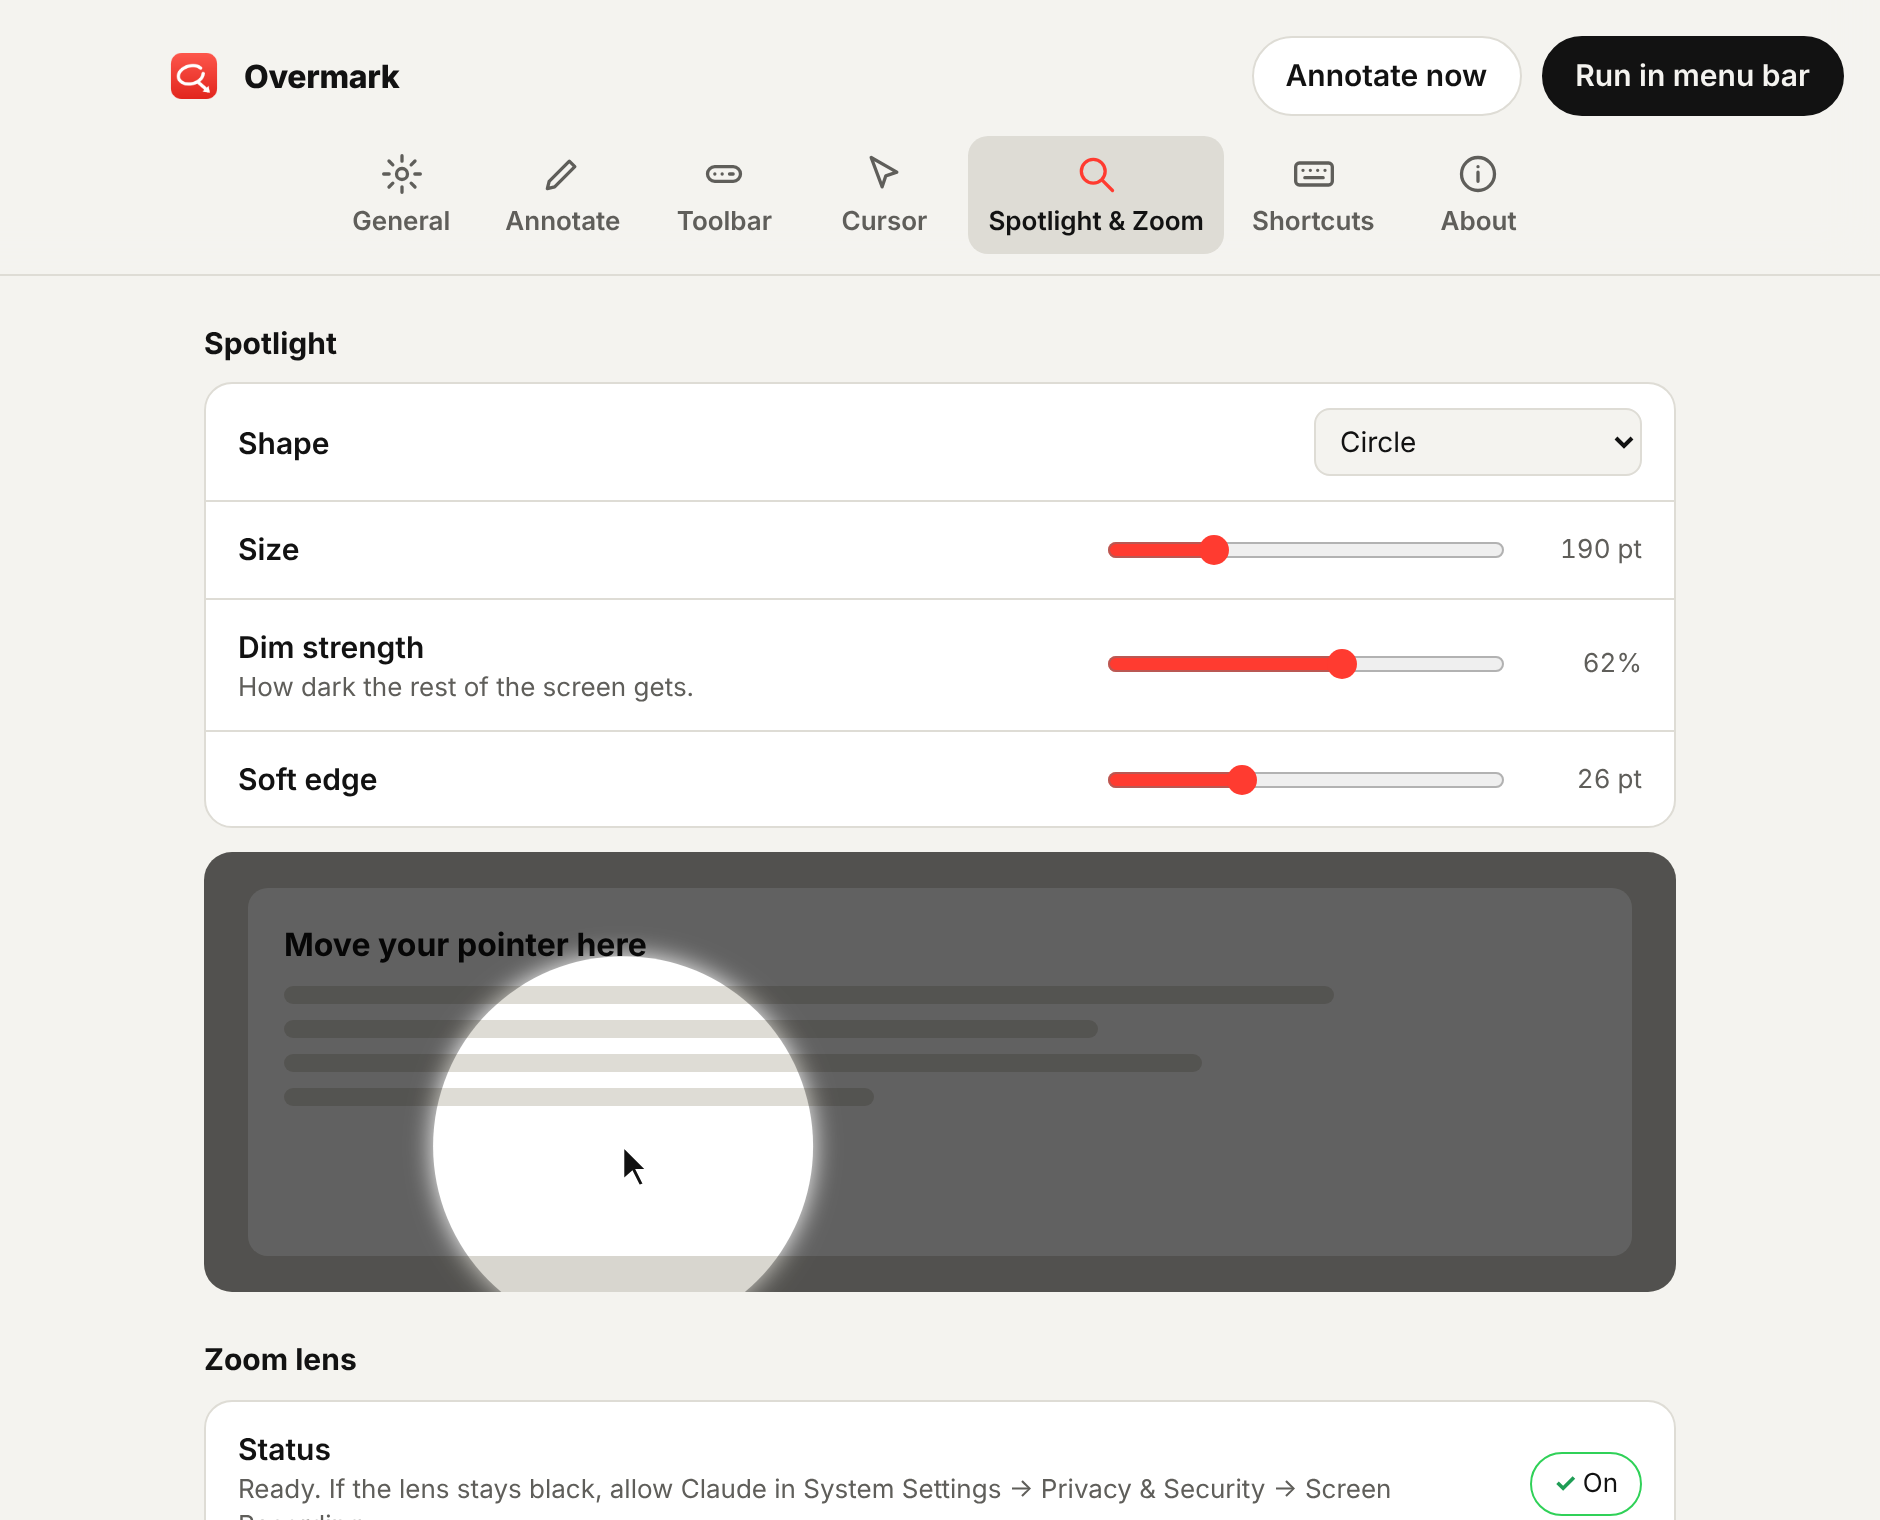 Overmark
Annotate now
Run in menu bar
General
Annotate
Toolbar
Cursor
Spotlight & Zoom
Shortcuts
About
Spotlight
Shape
Circle
Size
190 pt
Dim strength
62%
How dark the rest of the screen gets.
Soft edge
26 pt
Move your pointer here
Zoom lens
Status
Ready. If the lens stays black, allow Claude in System Settings → Privacy & Security → Screen
On